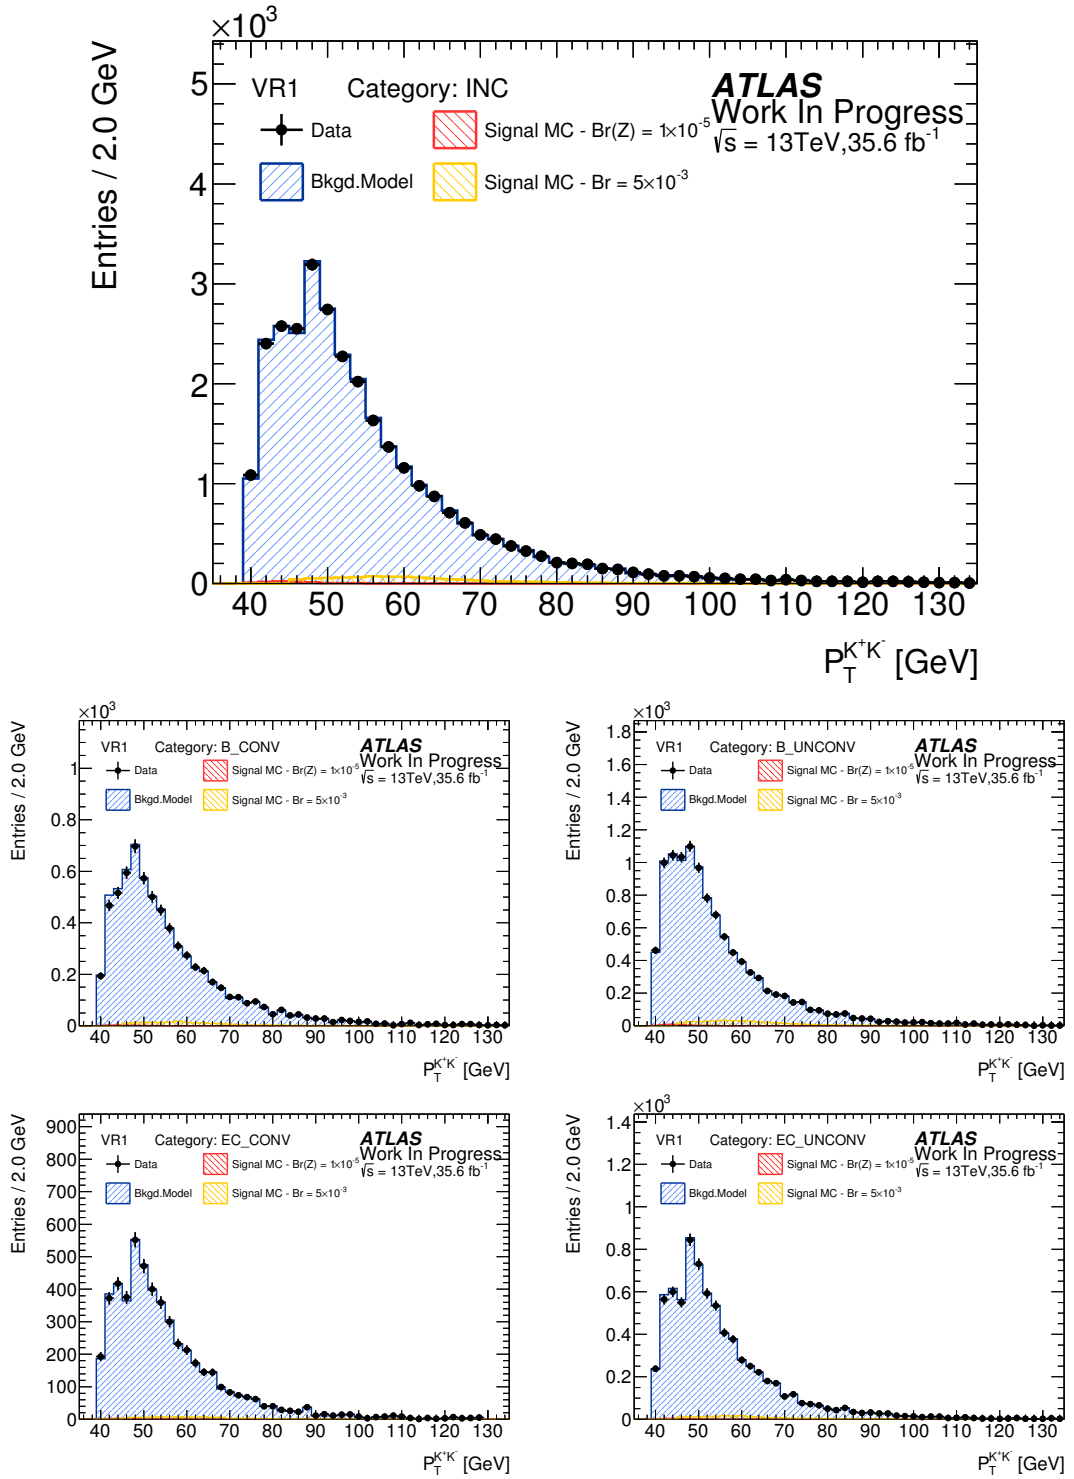 ×10³
Entries / 2.0 GeV
VR1 Category: INC
ATLAS
Work In Progress
√s = 13TeV,35.6 fb⁻¹
Data
Signal MC - Br(Z) = 1×10⁻⁵
Bkgd.Model
Signal MC - Br = 5×10⁻³
5
4
3
2
1
0
40 50 60 70 80 90 100 110 120 130
P_T^{K⁺K⁻} [GeV]
×10³
Entries / 2.0 GeV
VR1 Category: B_CONV
ATLAS
Work In Progress
√s = 13TeV,35.6 fb⁻¹
Data
Signal MC - Br(Z) = 1×10⁻⁵
Bkgd.Model
Signal MC - Br = 5×10⁻³
1
0.8
0.6
0.4
0.2
0
40 50 60 70 80 90 100 110 120 130
P_T^{K⁺K⁻} [GeV]
×10³
Entries / 2.0 GeV
VR1 Category: B_UNCONV
ATLAS
Work In Progress
√s = 13TeV,35.6 fb⁻¹
Data
Signal MC - Br(Z) = 1×10⁻⁵
Bkgd.Model
Signal MC - Br = 5×10⁻³
1.8
1.6
1.4
1.2
1
0.8
0.6
0.4
0.2
0
40 50 60 70 80 90 100 110 120 130
P_T^{K⁺K⁻} [GeV]
Entries / 2.0 GeV
VR1 Category: EC_CONV
ATLAS
Work In Progress
√s = 13TeV,35.6 fb⁻¹
Data
Signal MC - Br(Z) = 1×10⁻⁵
Bkgd.Model
Signal MC - Br = 5×10⁻³
900
800
700
600
500
400
300
200
100
0
40 50 60 70 80 90 100 110 120 130
P_T^{K⁺K⁻} [GeV]
×10³
Entries / 2.0 GeV
VR1 Category: EC_UNCONV
ATLAS
Work In Progress
√s = 13TeV,35.6 fb⁻¹
Data
Signal MC - Br(Z) = 1×10⁻⁵
Bkgd.Model
Signal MC - Br = 5×10⁻³
1.4
1.2
1
0.8
0.6
0.4
0.2
0
40 50 60 70 80 90 100 110 120 130
P_T^{K⁺K⁻} [GeV]